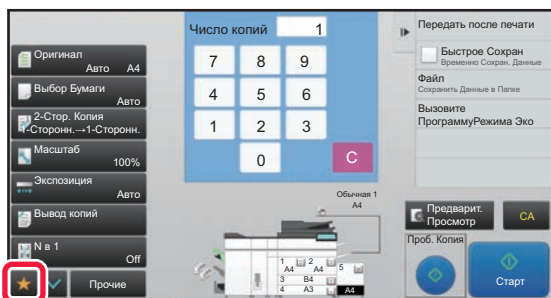 Число копий 1
Оригинал
Авто A4
Выбор Бумаги
Авто
2-Стор. Копия
1-Сторонн.→1-Сторонн.
Масштаб
100%
Экспозиция
Авто
Вывод копий
N в 1
Off
Прочие
7 8 9
4 5 6
1 2 3
0 C
Обычная 1
A4
1 2 5
A4 A4
3 B4
4 A3 A4
Передать после печати
Быстрое Сохран
Временно Сохран. Данные
Файл
Сохранить Данные в Папке
Вызовите
ПрограммуРежима Эко
Предварит.
Просмотр
CA
Проб. Копия
Старт